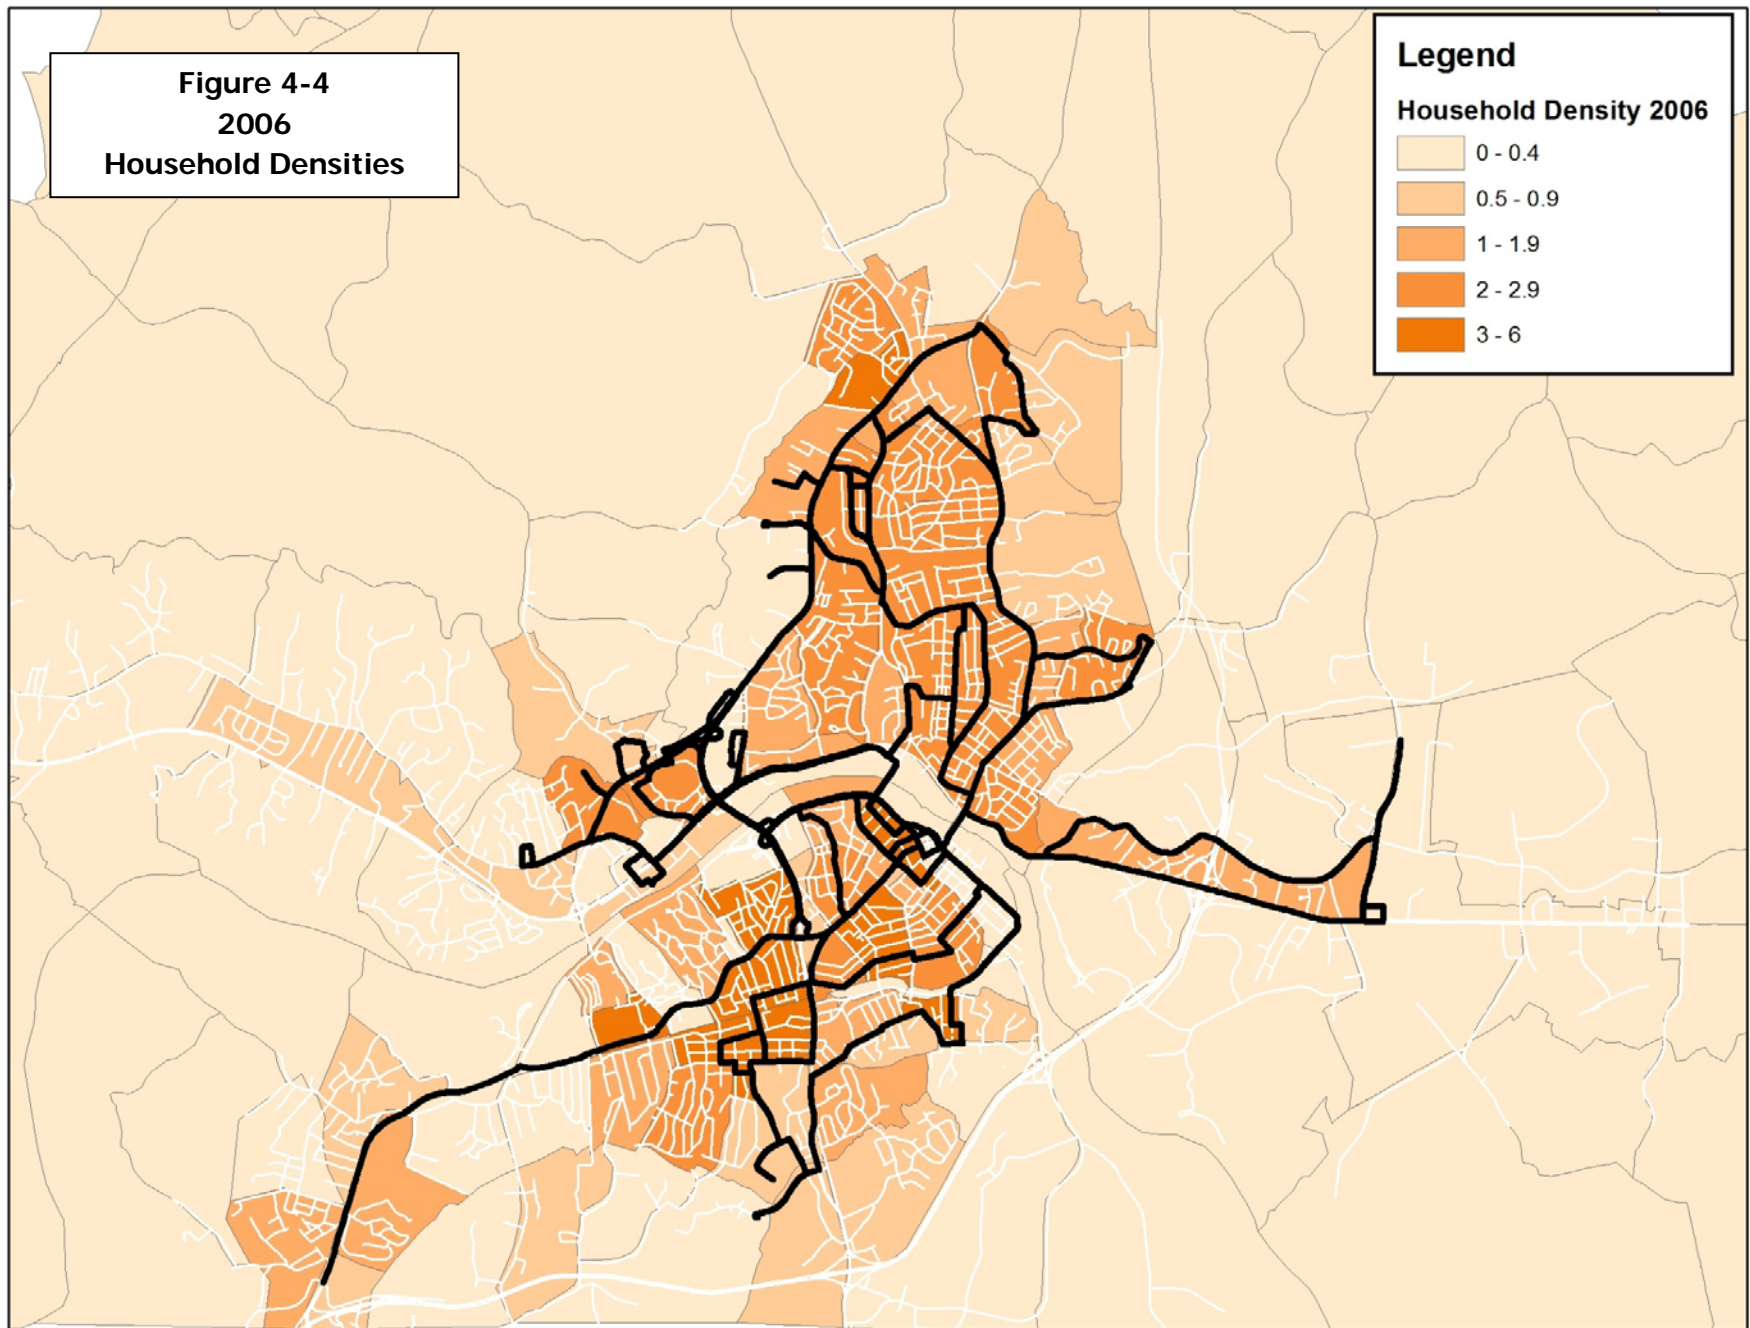 Figure 4-4
2006
Household Densities
Legend
Household Density 2006
0 - 0.4
0.5 - 0.9
1 - 1.9
2 - 2.9
3 - 6